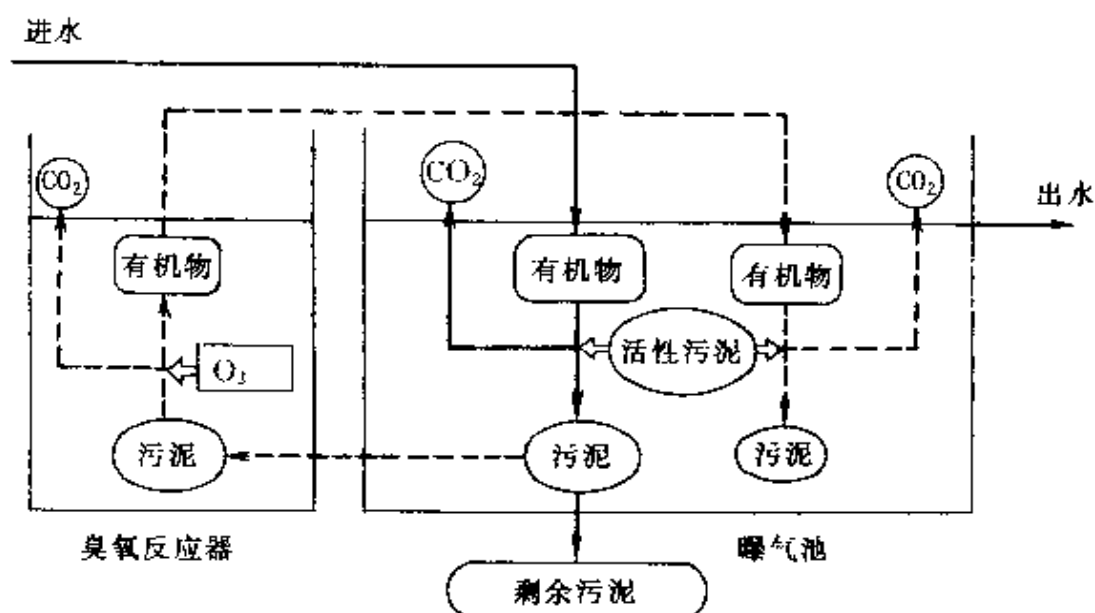 进水
CO₂
CO₂
CO₂
出水
有机物
有机物
有机物
O₃
活性污泥
污泥
污泥
污泥
臭氧反应器
曝气池
剩余污泥